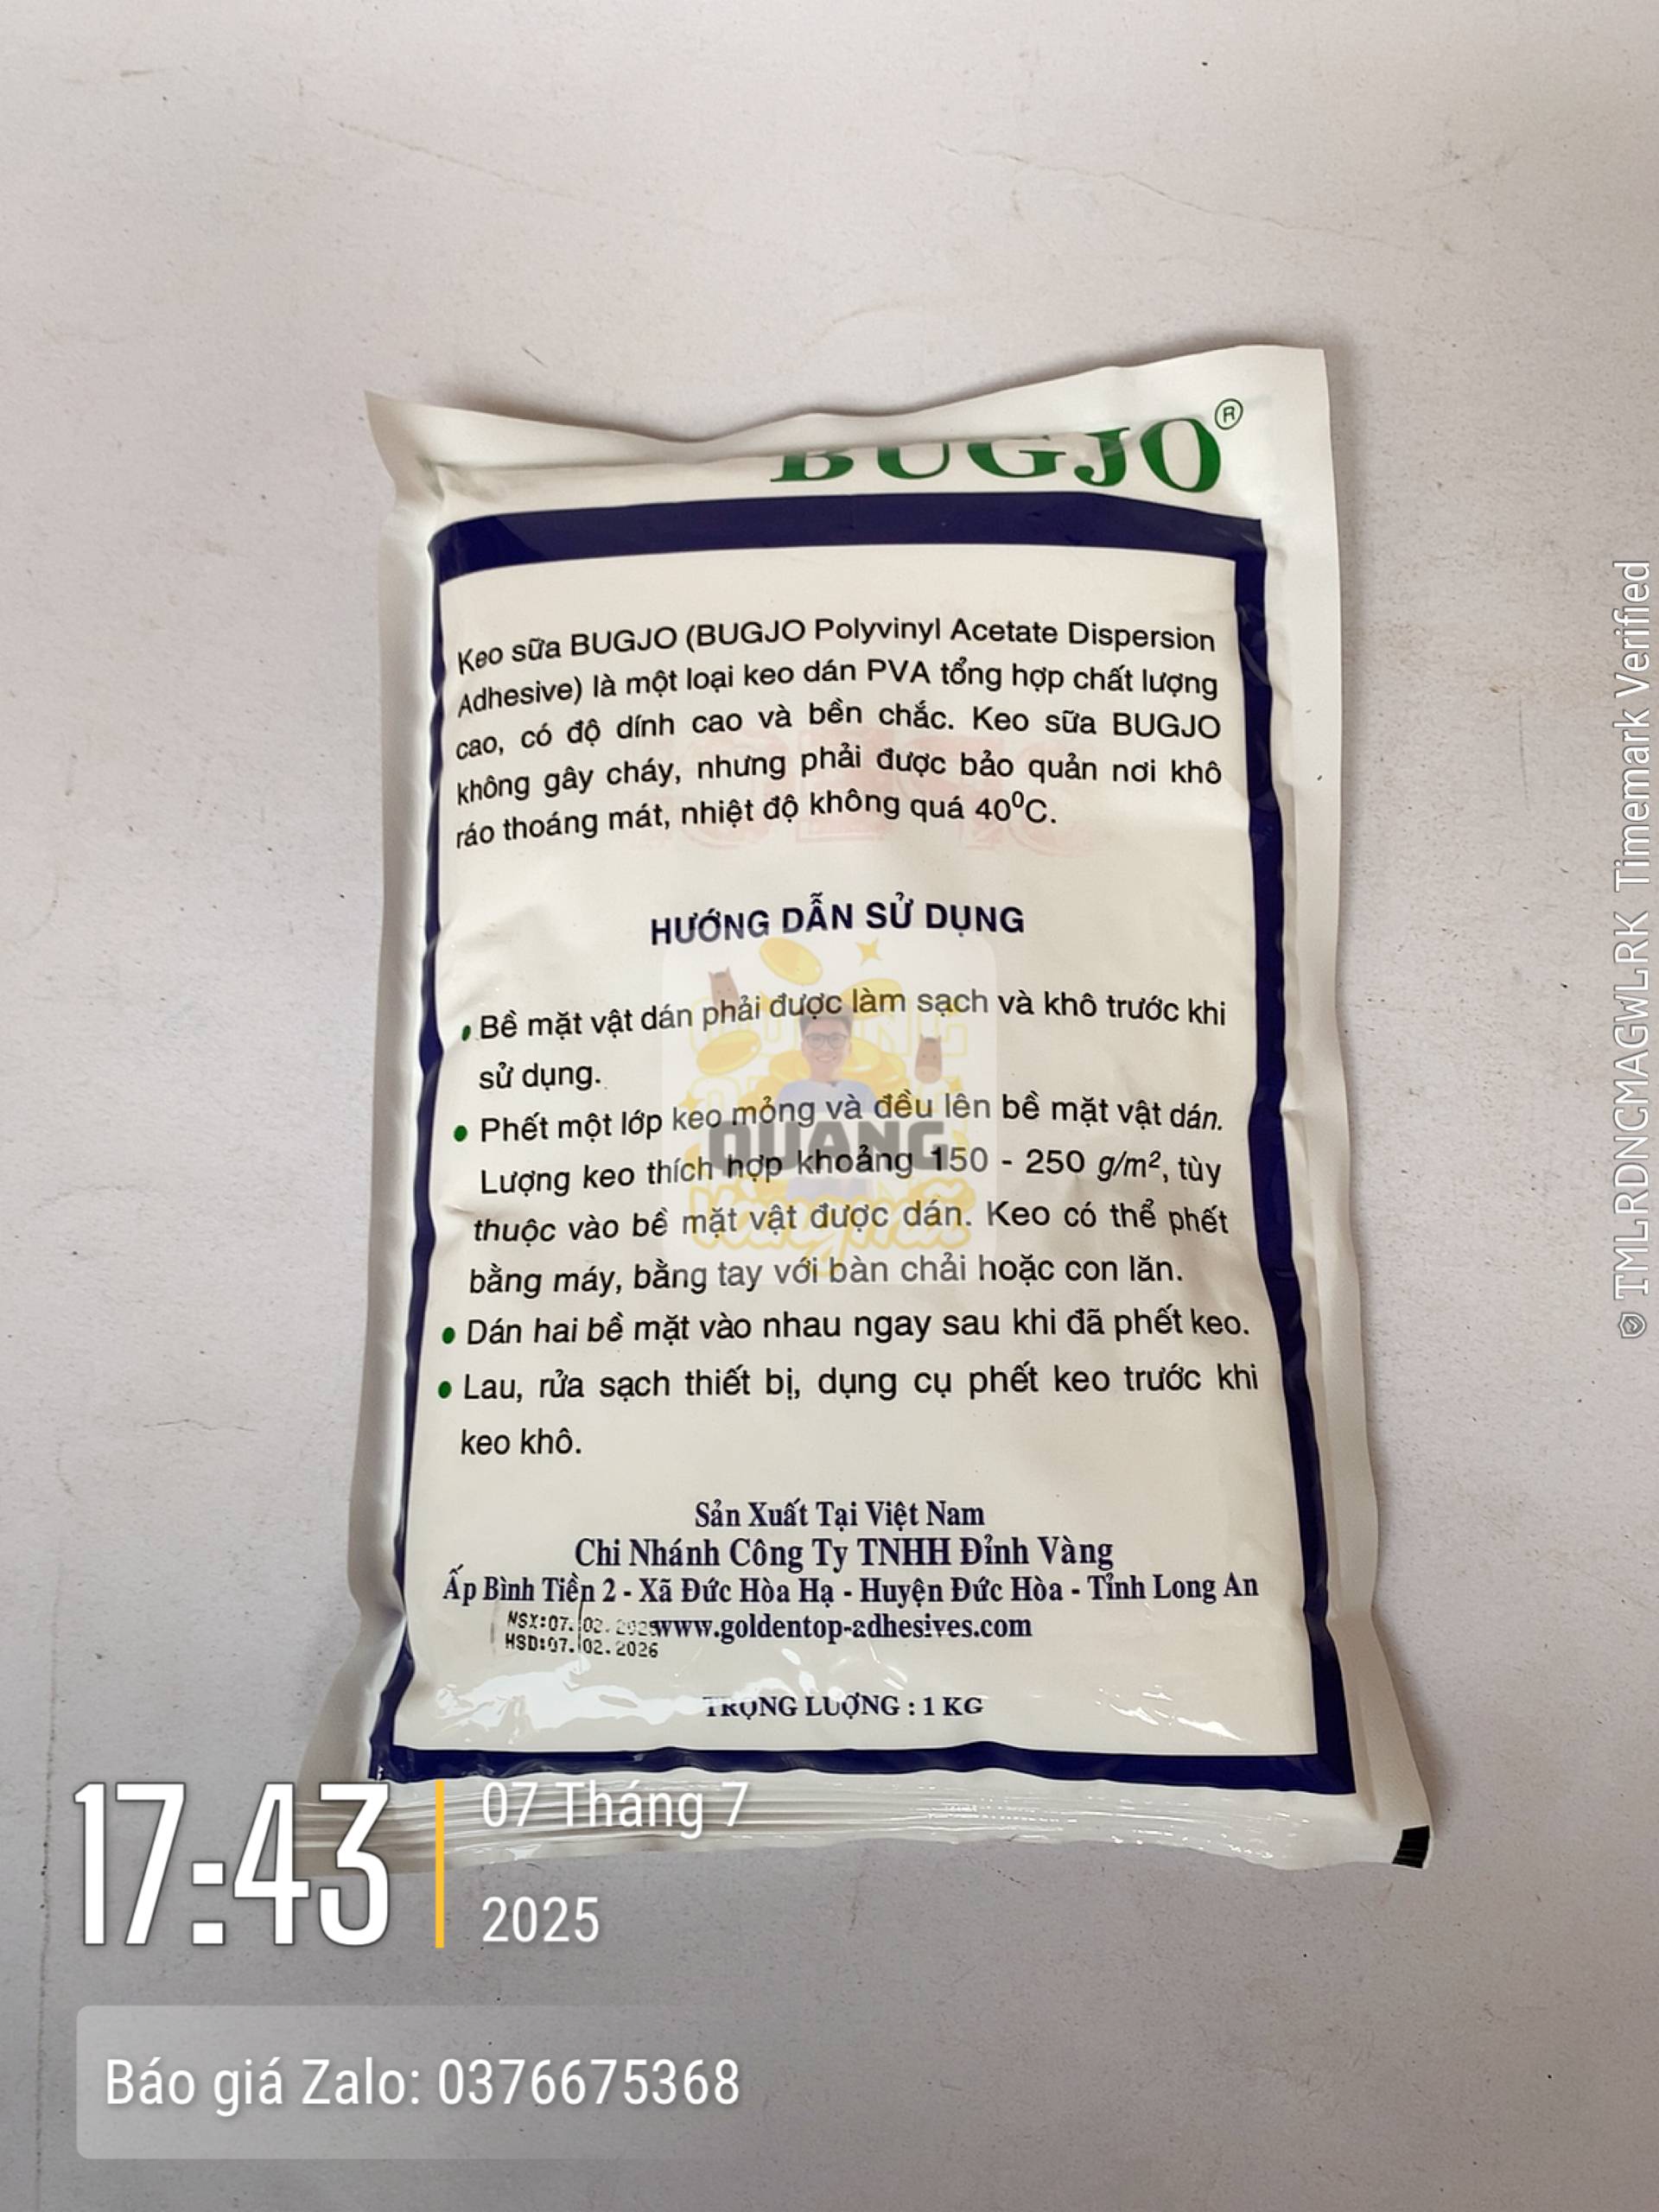 BUGJO®
Keo sữa BUGJO (BUGJO Polyvinyl Acetate Dispersion
Adhesive) là một loại keo dán PVA tổng hợp chất lượng
cao, có độ dính cao và bền chắc. Keo sữa BUGJO
không gây cháy, nhưng phải được bảo quản nơi khô
ráo thoáng mát, nhiệt độ không quá 40⁰C.
HƯỚNG DẪN SỬ DỤNG
• Bề mặt vật dán phải được làm sạch và khô trước khi
sử dụng.
• Phết một lớp keo mỏng và đều lên bề mặt vật dán.
Lượng keo thích hợp khoảng 150 - 250 g/m², tùy
thuộc vào bề mặt vật được dán. Keo có thể phết
bằng máy, bằng tay với bàn chải hoặc con lăn.
• Dán hai bề mặt vào nhau ngay sau khi đã phết keo.
• Lau, rửa sạch thiết bị, dụng cụ phết keo trước khi
keo khô.
QUANG
Sản Xuất Tại Việt Nam
Chi Nhánh Công Ty TNHH Đỉnh Vàng
Ấp Bình Tiền 2 - Xã Đức Hòa Hạ - Huyện Đức Hòa - Tỉnh Long An
www.goldentop-adhesives.com
NSX:07.02.
HSD:07.02.2026
TRỌNG LƯỢNG : 1 KG
17:43
07 Tháng 7
2025
Báo giá Zalo: 0376675368
TMLRDNCMAGWLRK Timemark Verified